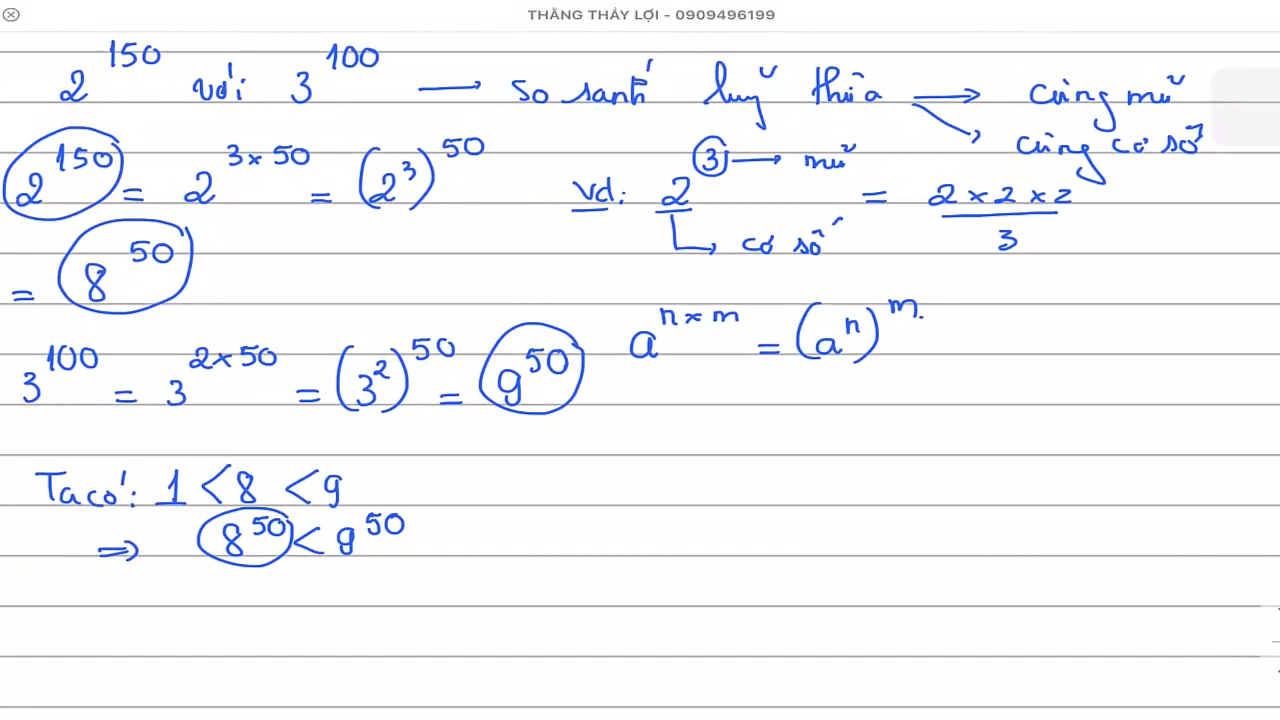 THẰNG THẦY LỢI - 0909496199
2^150 với 3^100 → so sánh luỹ thừa → cùng mũ
→ cùng cơ số
2^150 = 2^(3×50) = (2^3)^50
= 8^50
vd: 2^3 → mũ = 2 × 2 × 2
3
↳ cơ số
a^(n×m) = (a^n)^m.
3^100 = 3^(2×50) = (3^2)^50 = 9^50
Ta có: 1 < 8 < 9
⇒ 8^50 < 9^50